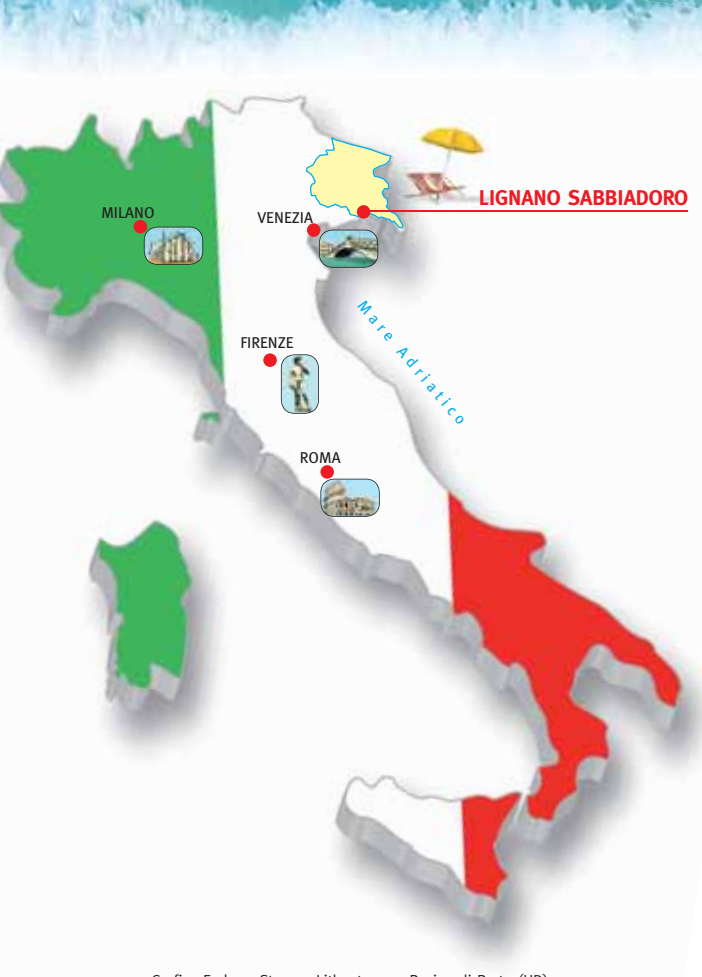 LIGNANO SABBIADORO
MILANO
VENEZIA
Mare Adriatico
FIRENZE
ROMA